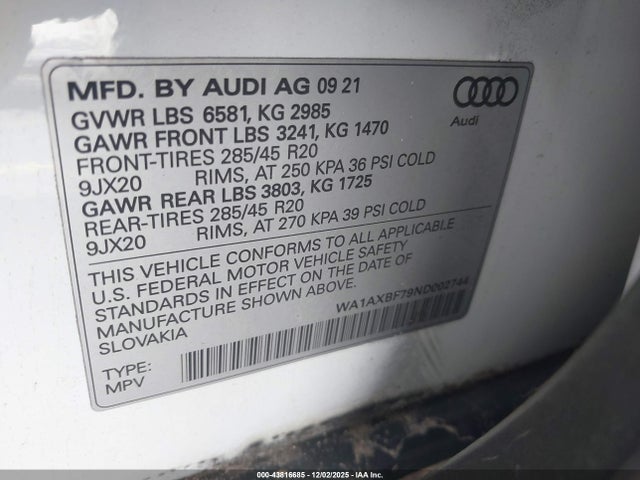 MFD. BY AUDI AG 09 21
GVWR LBS 6581, KG 2985
GAWR FRONT LBS 3241, KG 1470
FRONT-TIRES 285/45 R20
9JX20 RIMS, AT 250 KPA 36 PSI COLD
GAWR REAR LBS 3803, KG 1725
REAR-TIRES 285/45 R20
9JX20 RIMS, AT 270 KPA 39 PSI COLD
Audi
THIS VEHICLE CONFORMS TO ALL APPLICABLE
U.S. FEDERAL MOTOR VEHICLE SAFETY
STANDARDS IN EFFECT ON THE DATE OF
MANUFACTURE SHOWN ABOVE.
SLOVAKIA
WA1AXBF79ND002744
TYPE:
MPV
000-43816685 - 12/02/2025 - IAA Inc.